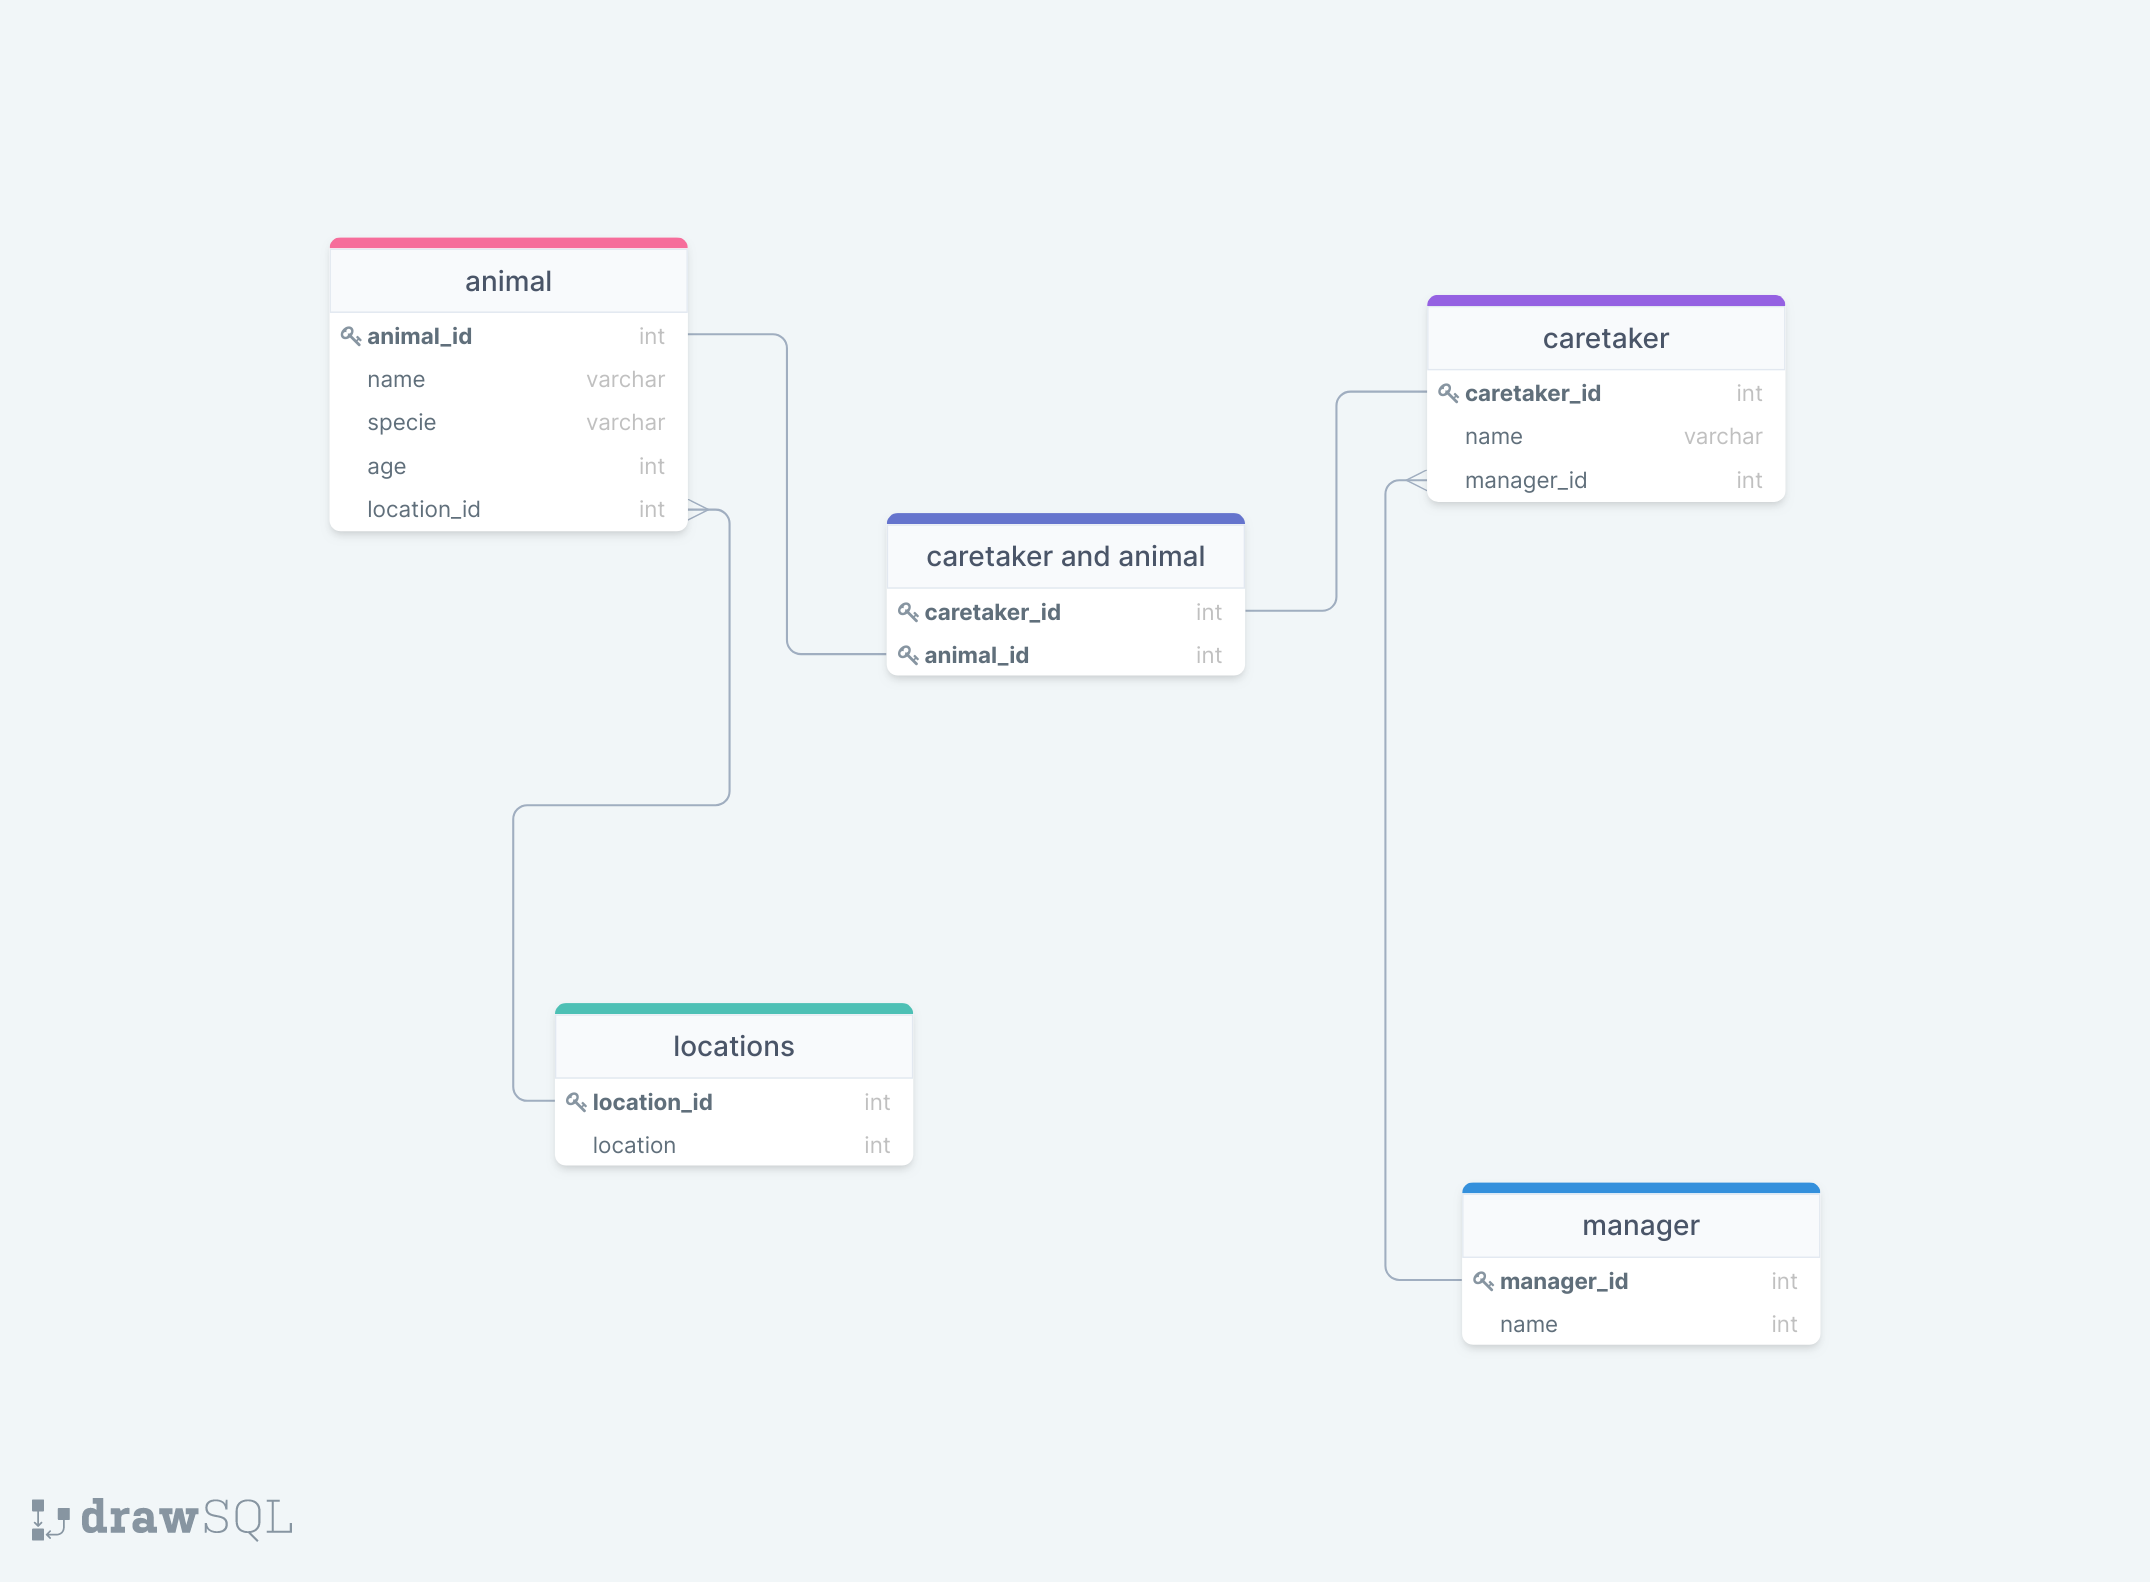 animal
animal_id int
name varchar
specie varchar
age int
location_id int
caretaker
caretaker_id int
name varchar
manager_id int
caretaker and animal
caretaker_id int
animal_id int
locations
location_id int
location int
manager
manager_id int
name int
drawSQL